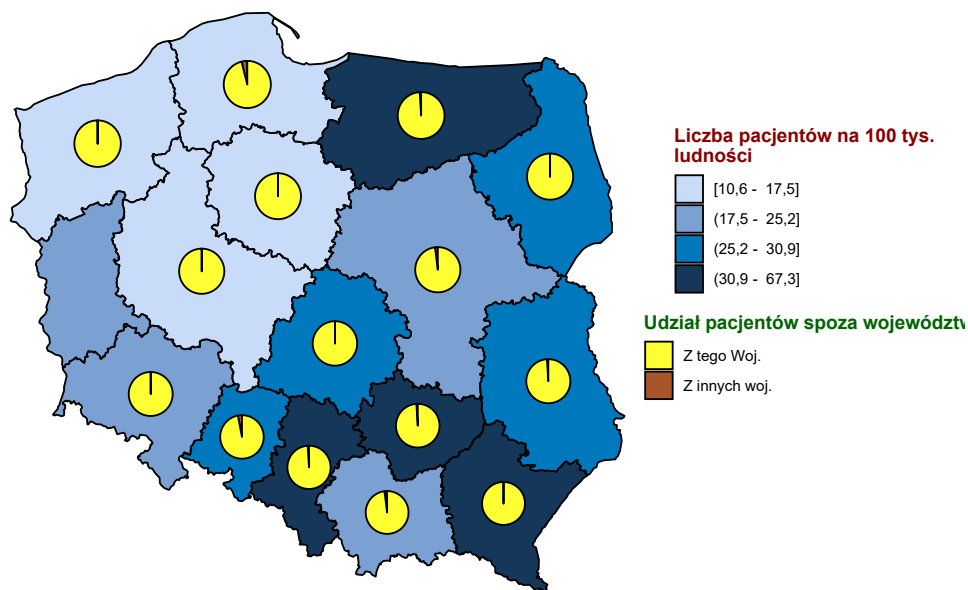 Liczba pacjentów na 100 tys.
ludności
[10,6 - 17,5]
(17,5 - 25,2]
(25,2 - 30,9]
(30,9 - 67,3]
Udział pacjentów spoza województw
Z tego Woj.
Z innych woj.